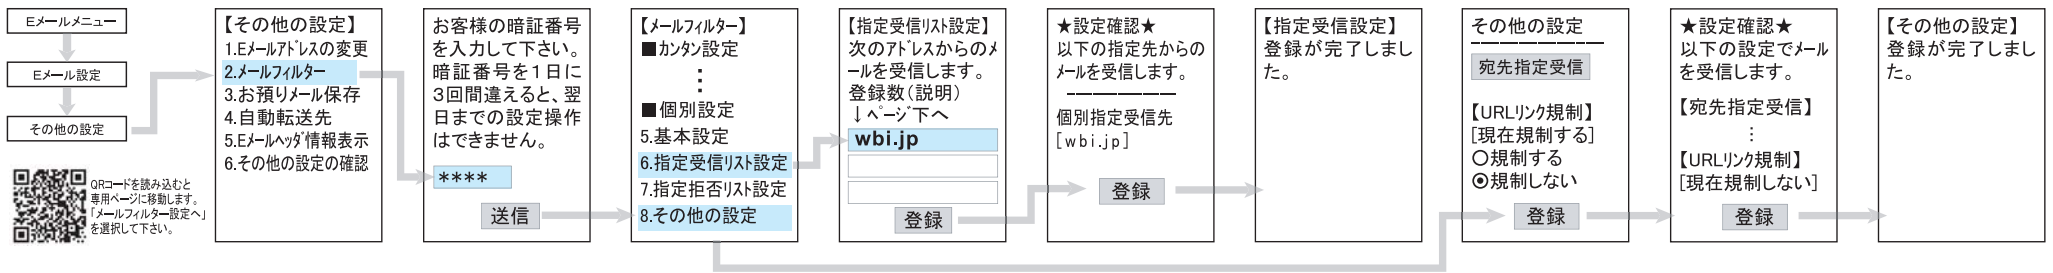 Eメールメニュー
Eメール設定
その他の設定
QRコードを読み込むと
専用ページに移動します。
「メールフィルター設定へ」
を選択して下さい。
【その他の設定】
1.Eメールアドレスの変更
2.メールフィルター
3.お預りメール保存
4.自動転送先
5.Eメールヘッダ情報表示
6.その他の設定の確認
お客様の暗証番号
を入力して下さい。
暗証番号を1日に
3回間違えると、翌
日までの設定操作
はできません。
****
送信
【メールフィルター】
■カンタン設定
⋮
■個別設定
5.基本設定
6.指定受信リスト設定
7.指定拒否リスト設定
8.その他の設定
【指定受信リスト設定】
次のアドレスからのメ
ールを受信します。
登録数(説明)
↓ページ下へ
wbi.jp
登録
★設定確認★
以下の指定先からの
メールを受信します。
個別指定受信先
[wbi.jp]
登録
【指定受信設定】
登録が完了しまし
た。
その他の設定
宛先指定受信
【URLリンク規制】
[現在規制する]
○規制する
◉規制しない
登録
★設定確認★
以下の設定でメール
を受信します。
【宛先指定受信】
⋮
【URLリンク規制】
[現在規制しない]
登録
【その他の設定】
登録が完了しまし
た。